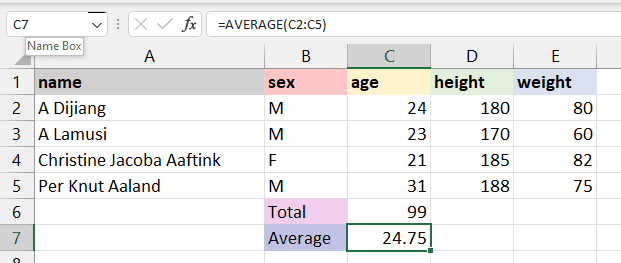 C7 fx =AVERAGE(C2:C5)
Name Box
A B C D E
1 name sex age height weight
2 A Dijiang M 24 180 80
3 A Lamusi M 23 170 60
4 Christine Jacoba Aaftink F 21 185 82
5 Per Knut Aaland M 31 188 75
6 Total 99
7 Average 24.75